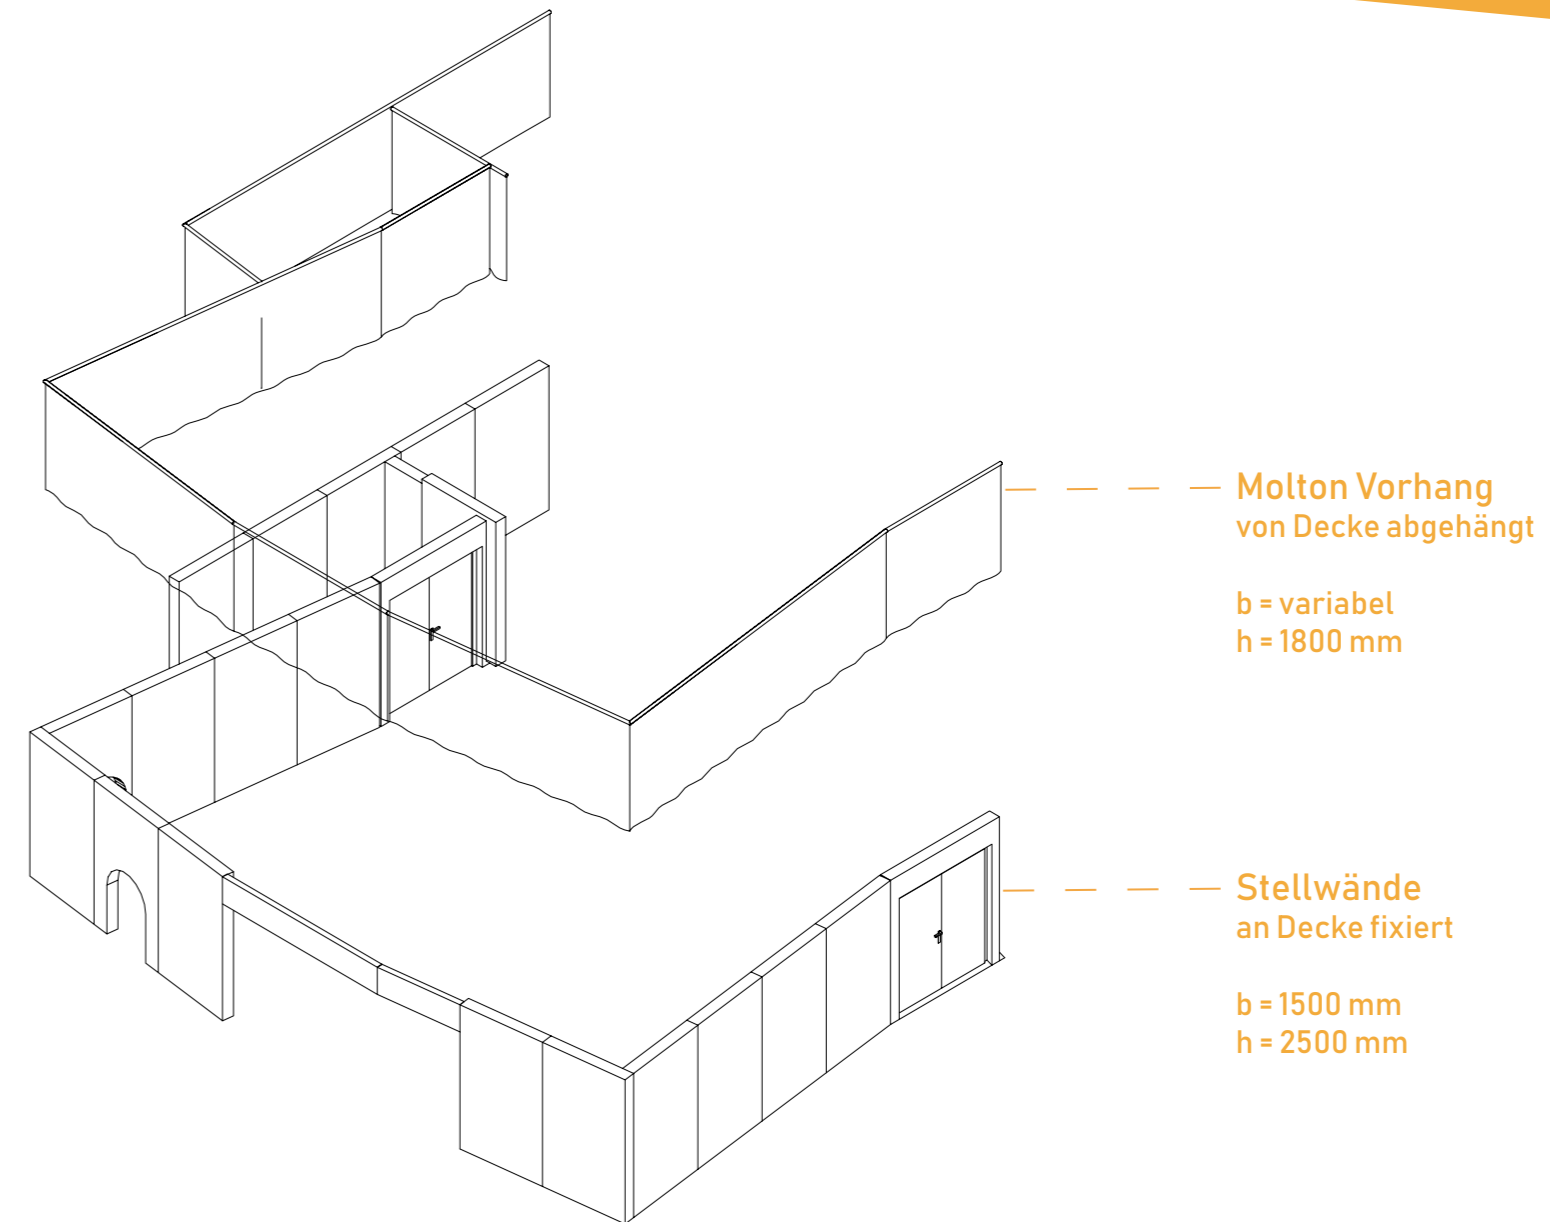 Molton Vorhang
von Decke abgehängt
b = variabel
h = 1800 mm
Stellwände
an Decke fixiert
b = 1500 mm
h = 2500 mm